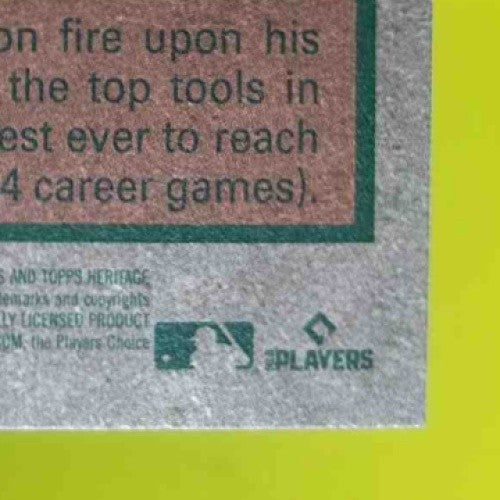 on fire upon his
the top tools in
est ever to reach
4 career games).
S AND TOPPS HERITAGE
demarks and copyrights
LY LICENSED PRODUCT
COM, the Players Choice
PLAYERS